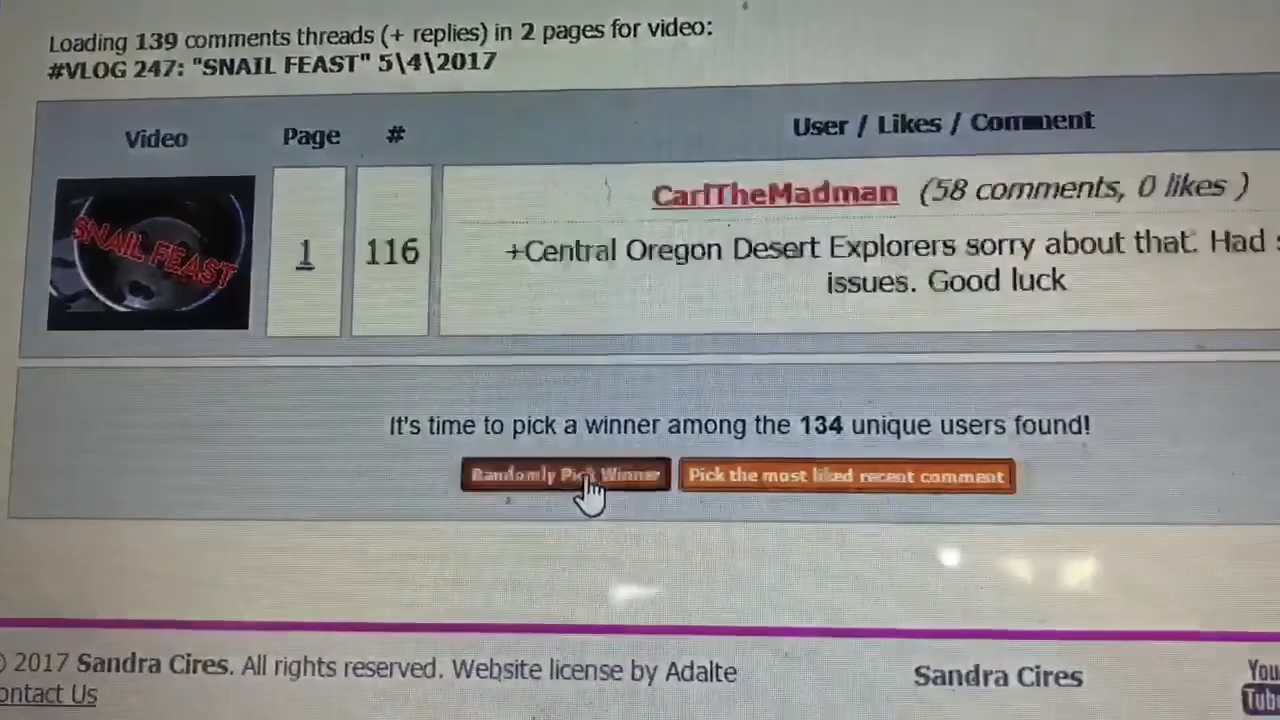 Loading 139 comments threads (+ replies) in 2 pages for video:
#VLOG 247: "SNAIL FEAST" 5\4\2017
Video Page # User / Likes / Comment
SNAIL FEAST
1 116
CarlTheMadman (58 comments, 0 likes )
+Central Oregon Desert Explorers sorry about that. Had
issues. Good luck
It's time to pick a winner among the 134 unique users found!
Randomly Pick Winner Pick the most liked recent comment
© 2017 Sandra Cires. All rights reserved. Website license by Adalte
ontact Us
Sandra Cires
You
Tub